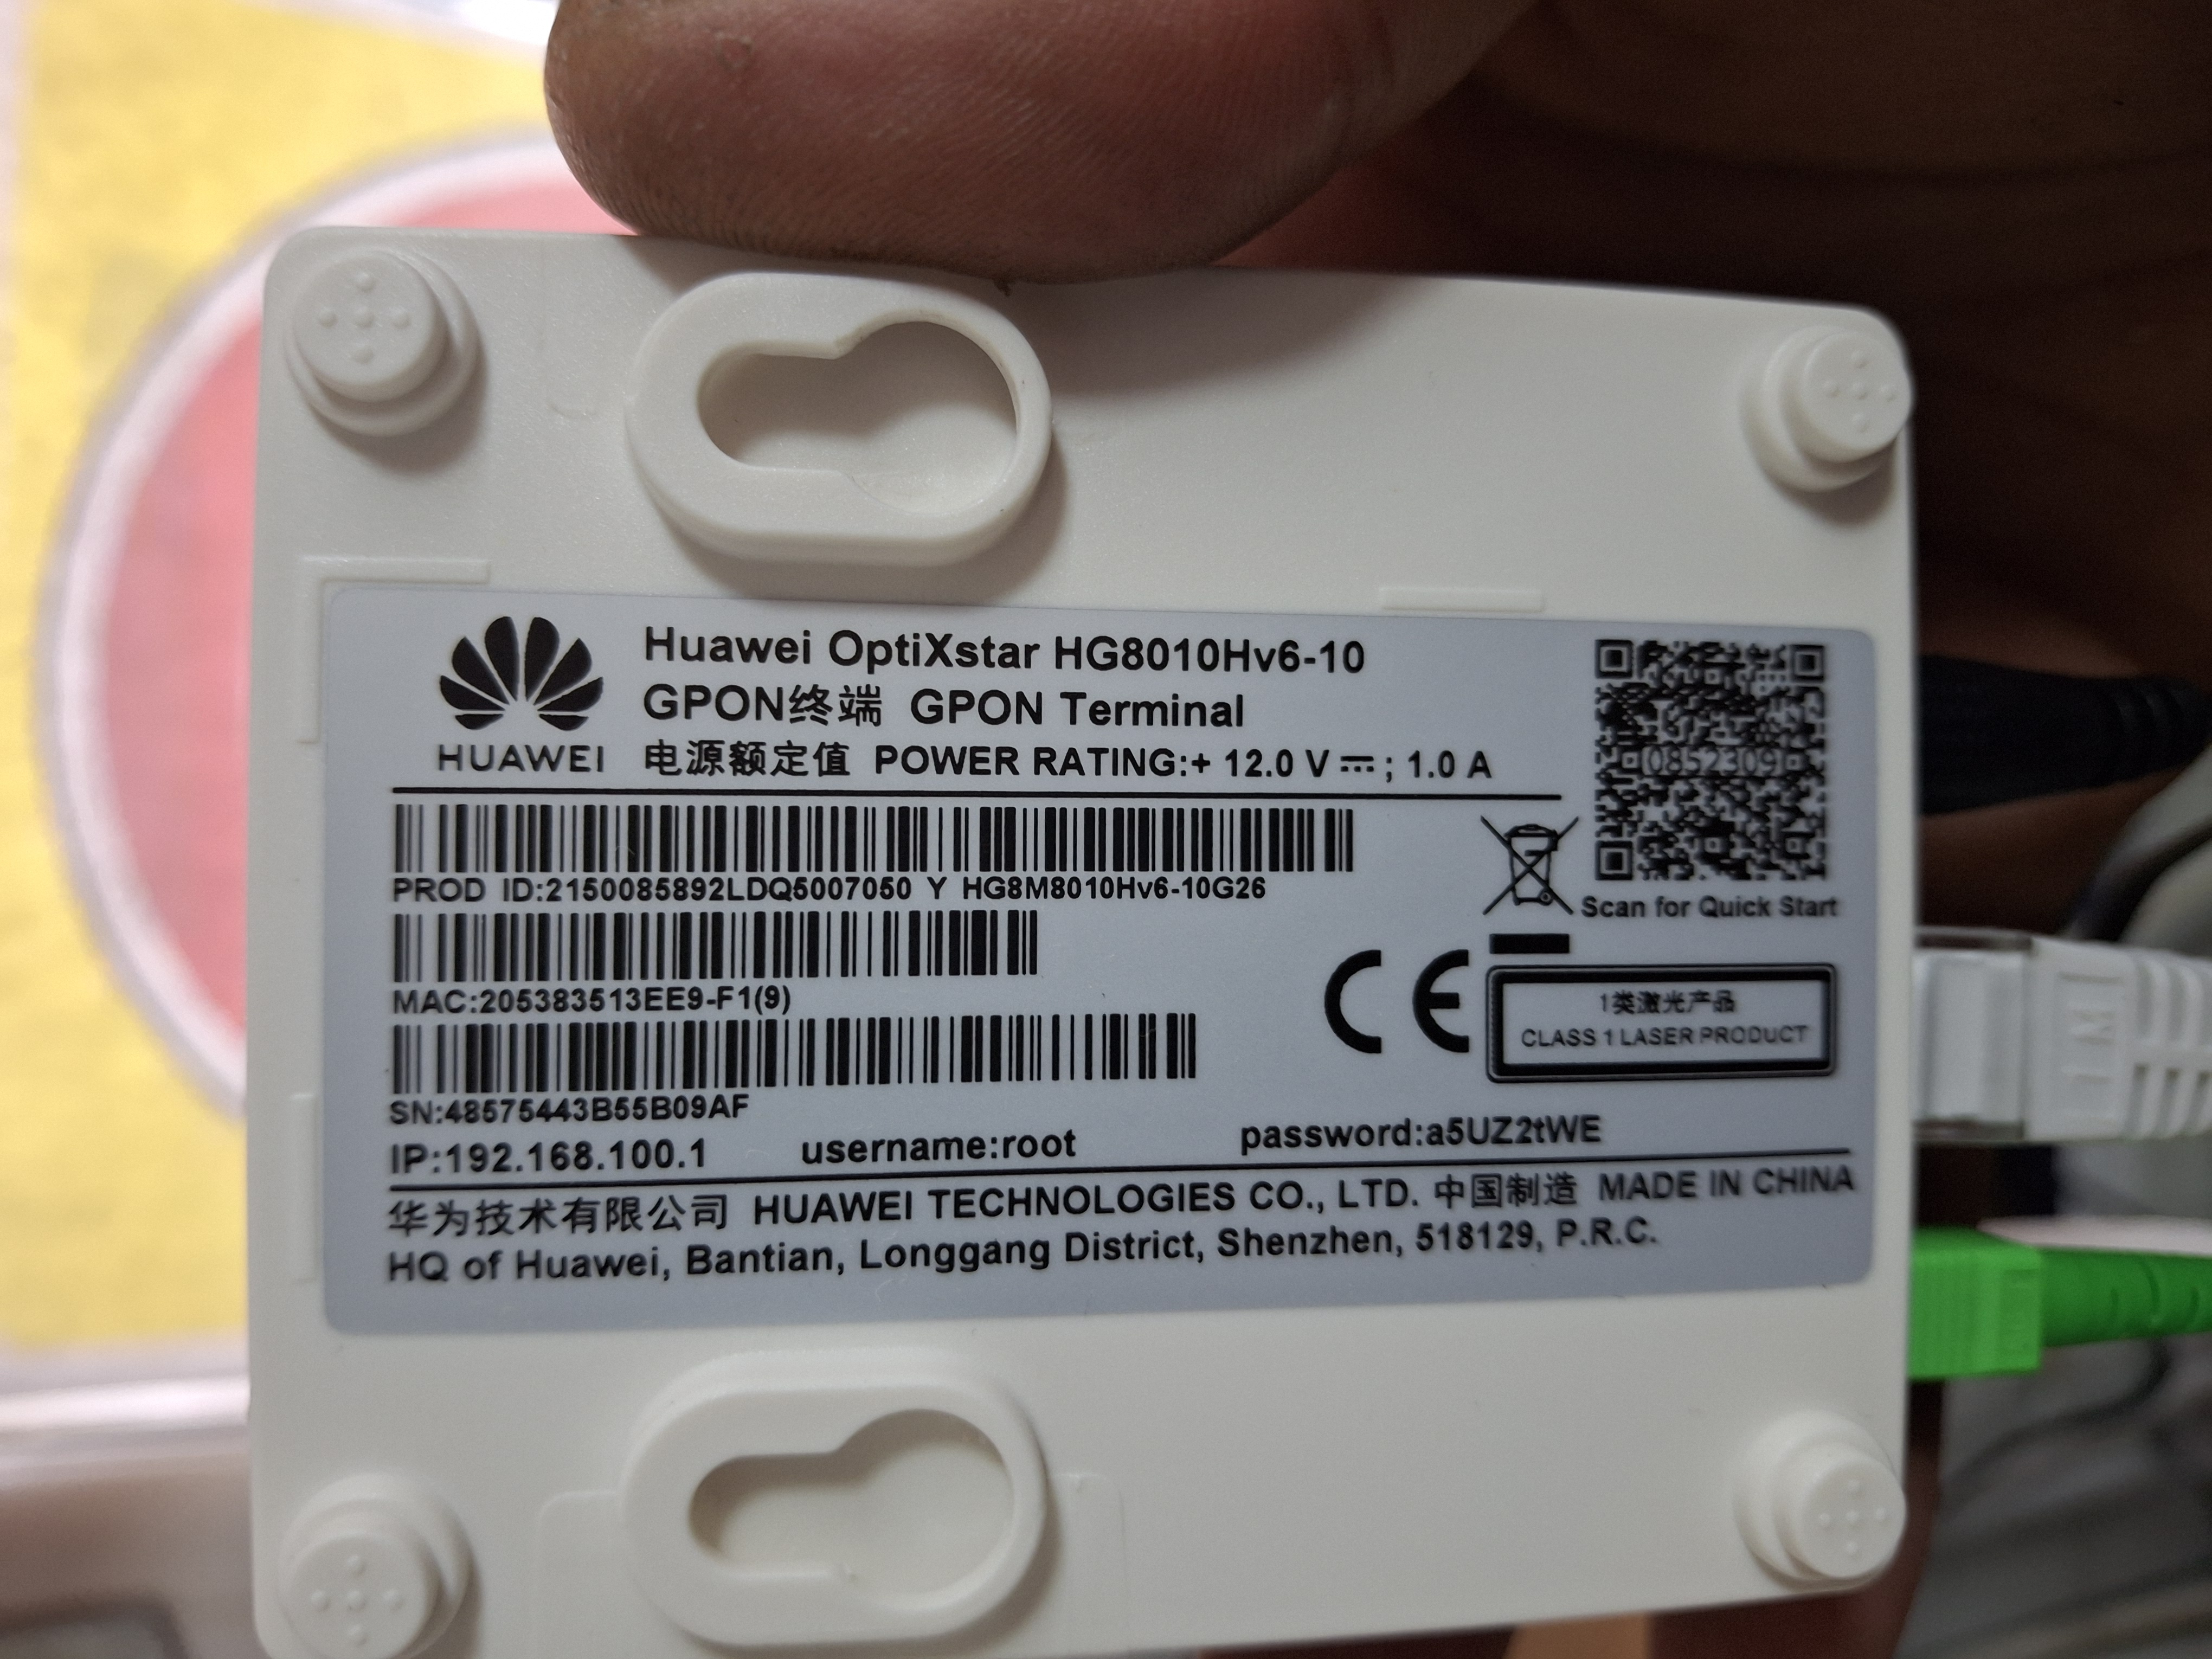 Huawei OptiXstar HG8010Hv6-10
GPON终端 GPON Terminal
HUAWEI
电源额定值 POWER RATING:+ 12.0 V ⎓; 1.0 A
0852309
PROD ID:2150085892LDQ5007050 Y HG8M8010Hv6-10G26
Scan for Quick Start
MAC:205383513EE9-F1(9)
CE
1类激光产品
CLASS 1 LASER PRODUCT
SN:48575443B55B09AF
IP:192.168.100.1 username:root password:a5UZ2tWE
华为技术有限公司 HUAWEI TECHNOLOGIES CO., LTD. 中国制造 MADE IN CHINA
HQ of Huawei, Bantian, Longgang District, Shenzhen, 518129, P.R.C.